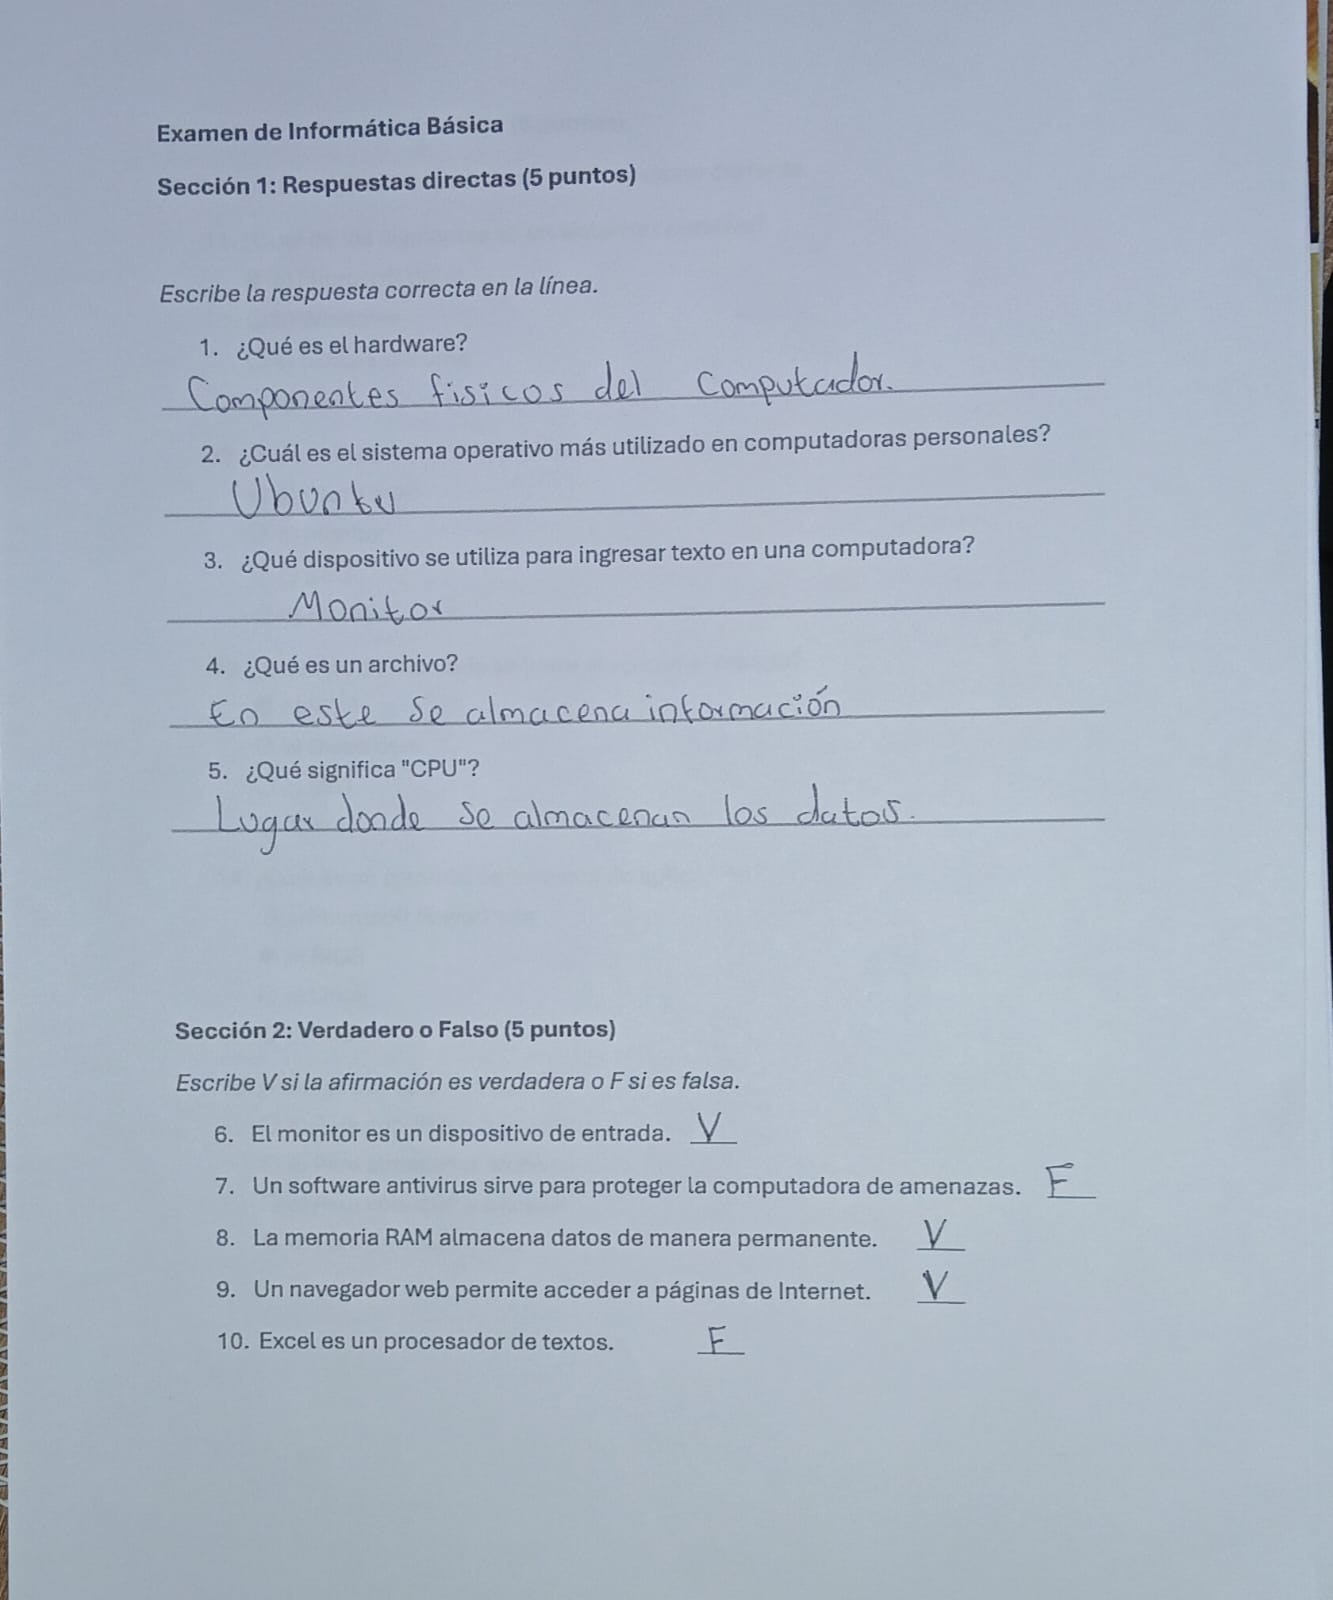 Examen de Informática Básica
Sección 1: Respuestas directas (5 puntos)
Escribe la respuesta correcta en la línea.
1. ¿Qué es el hardware?
Componentes fisicos del Computador.
2. ¿Cuál es el sistema operativo más utilizado en computadoras personales?
Ubuntu
3. ¿Qué dispositivo se utiliza para ingresar texto en una computadora?
Monitor
4. ¿Qué es un archivo?
En este se almacena información
5. ¿Qué significa "CPU"?
Lugar donde se almacenan los datos.
Sección 2: Verdadero o Falso (5 puntos)
Escribe V si la afirmación es verdadera o F si es falsa.
6. El monitor es un dispositivo de entrada. V
7. Un software antivirus sirve para proteger la computadora de amenazas. F
8. La memoria RAM almacena datos de manera permanente. V
9. Un navegador web permite acceder a páginas de Internet. V
10. Excel es un procesador de textos. F